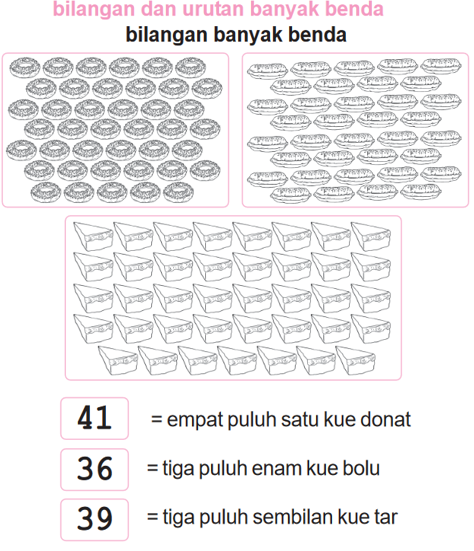 bilangan dan urutan banyak benda
bilangan banyak benda
41 = empat puluh satu kue donat
36 = tiga puluh enam kue bolu
39 = tiga puluh sembilan kue tar